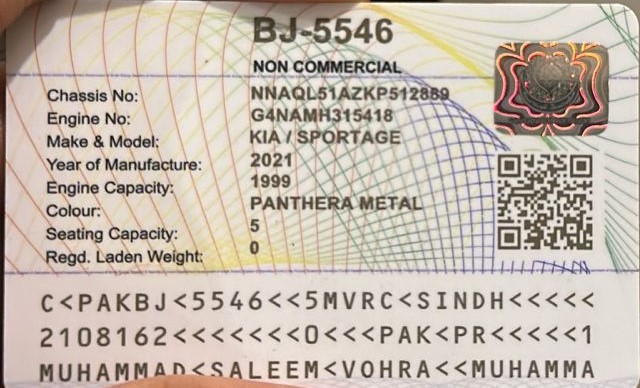 BJ-5546
NON COMMERCIAL
Chassis No: NNAQL51AZKP512869
Engine No: G4NAMH315418
Make & Model: KIA / SPORTAGE
Year of Manufacture: 2021
Engine Capacity: 1999
Colour: PANTHERA METAL
Seating Capacity: 5
Regd. Laden Weight: 0
C<PAKBJ<5546<<5MVRC<SINDH<<<<<
2108162<<<<<<<0<<PAK<PR<<<<<1
MUHAMMAD<SALEEM<VOHRA<<MUHAMMA